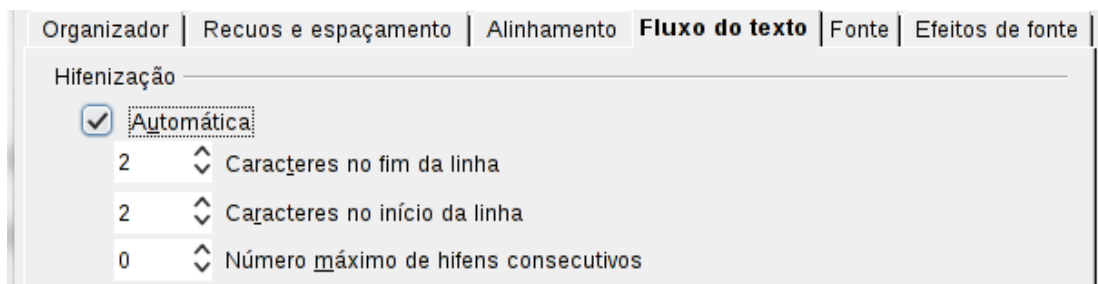 Organizador Recuos e espaçamento Alinhamento Fluxo do texto Fonte Efeitos de fonte
Hifenização
Automática
2 Caracteres no fim da linha
2 Caracteres no início da linha
0 Número máximo de hifens consecutivos